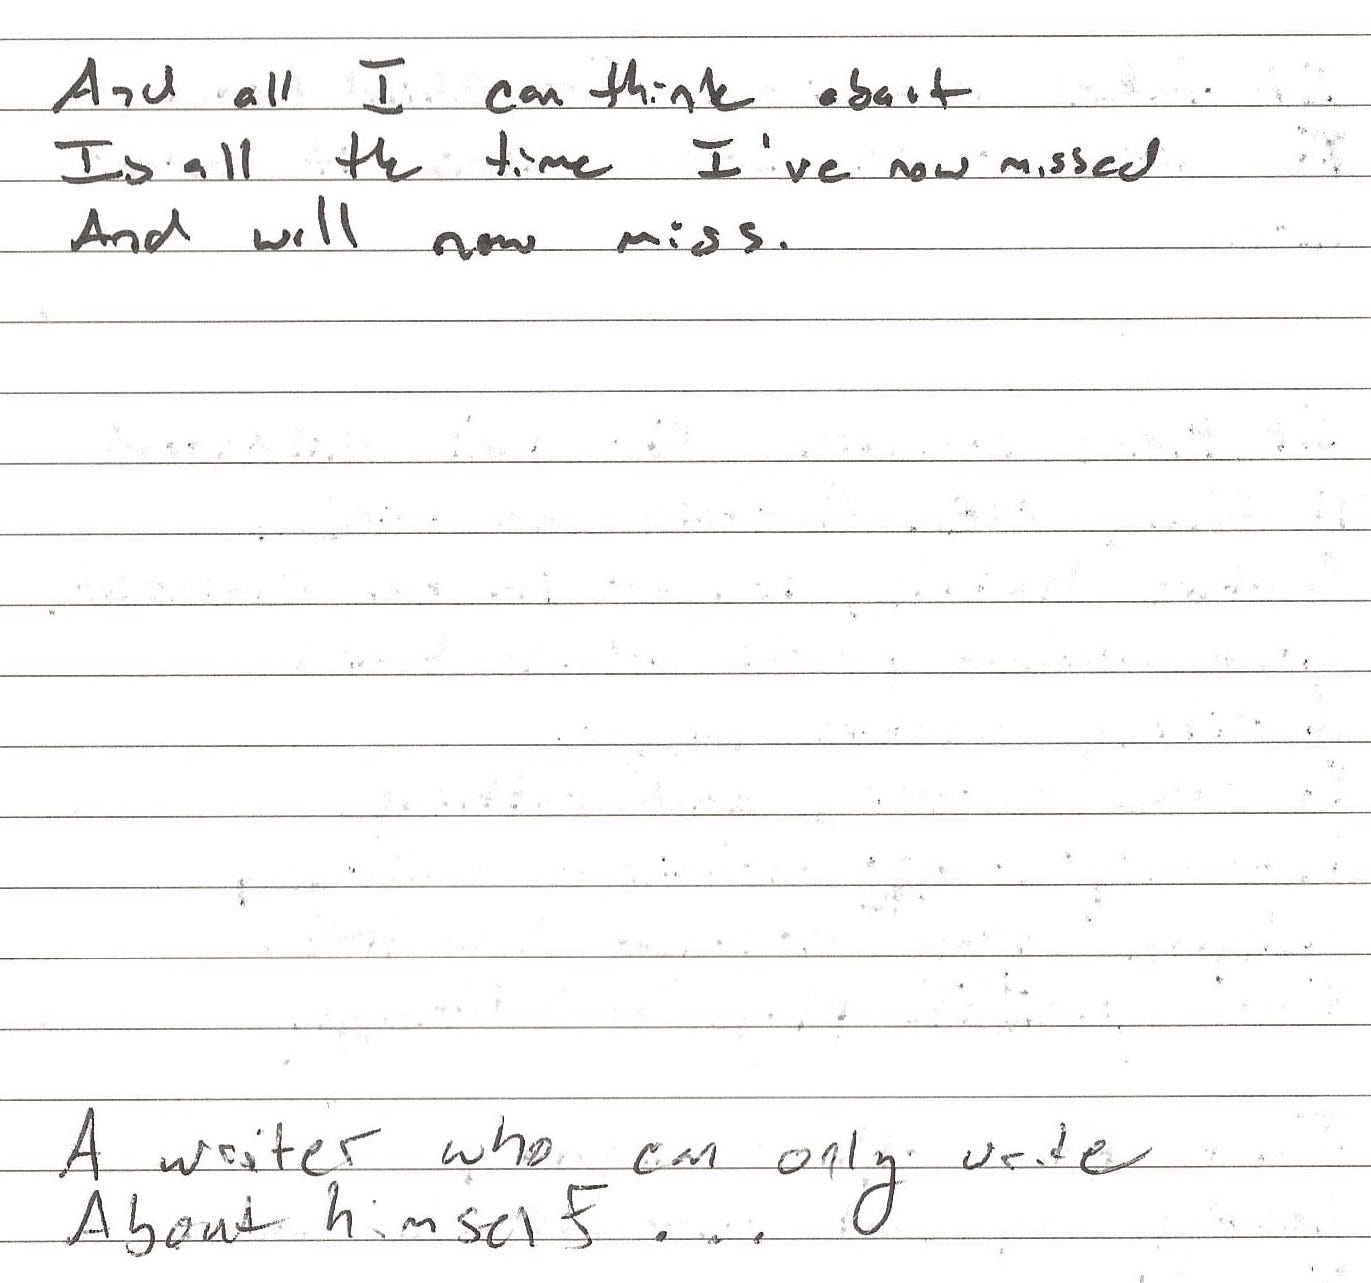 And all I can think about
Is all the time I've now missed
And will now miss.
A writer who can only write
About himself....